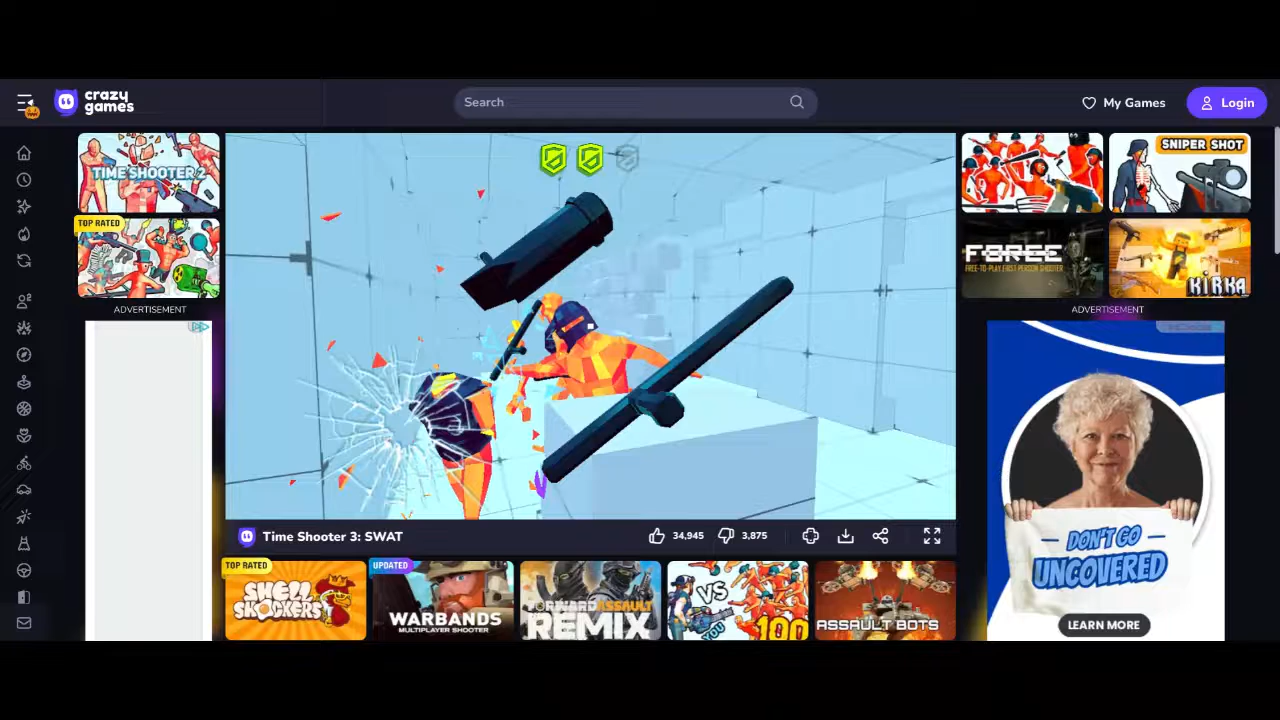 crazy
games
Search
My Games
Login
TIME SHOOTER 2
SNIPER SHOT
TOP RATED
FREE-TO-PLAY FIRST PERSON SHOOTER
KIRKA
ADVERTISEMENT
ADVERTISEMENT
DON'T GO
UNCOVERED
LEARN MORE
Time Shooter 3: SWAT
34,945
3,875
TOP RATED
SHELL
SHOCKERS
UPDATED
WARBANDS
MULTIPLAYER SHOOTER
FORWARD ASSAULT
REMIX
VS
YOU
100
ASSAULT BOTS